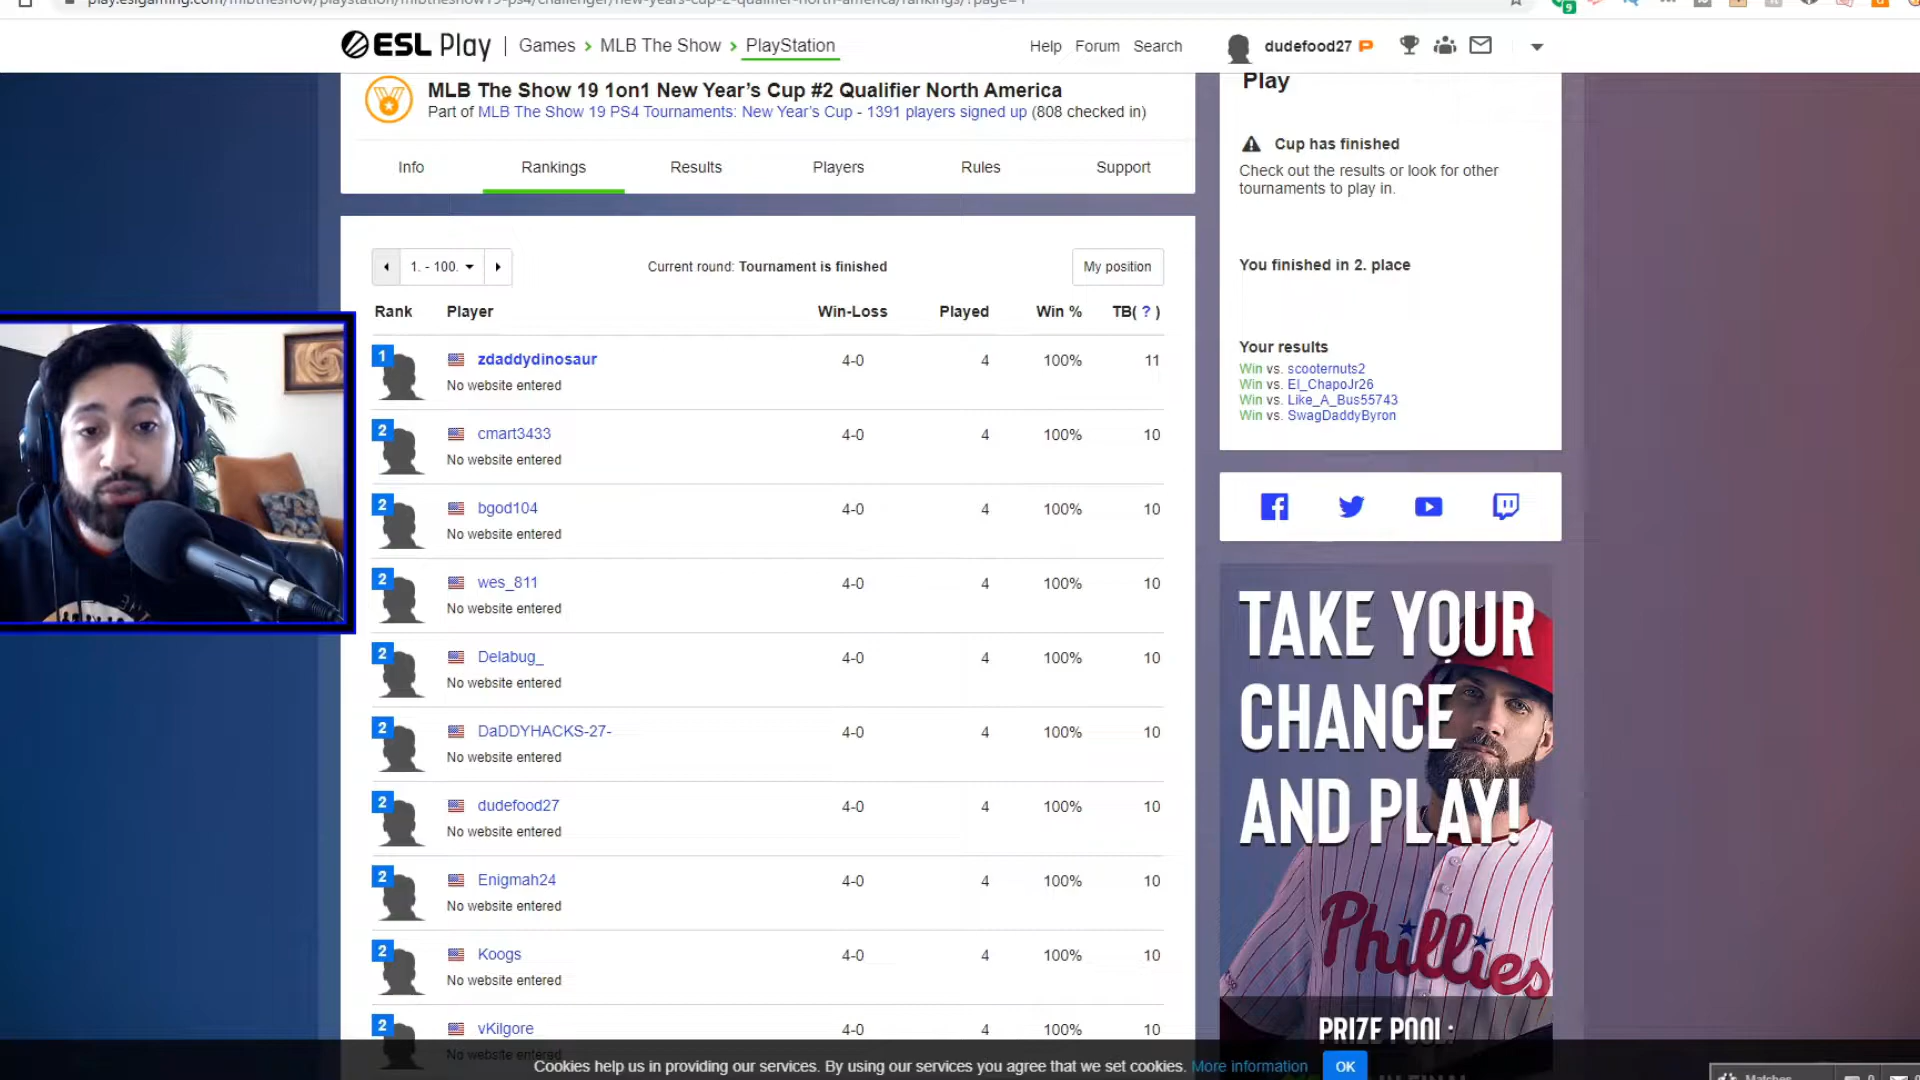 ESL Play | Games > MLB The Show > PlayStation
Help Forum Search
dudefood27
MLB The Show 19 1on1 New Year's Cup #2 Qualifier North America
Part of MLB The Show 19 PS4 Tournaments: New Year's Cup - 1391 players signed up (808 checked in)
Info Rankings Results Players Rules Support
1. - 100.
Current round: Tournament is finished
My position
Rank Player Win-Loss Played Win % TB( ? )
1 zdaddydinosaur 4-0 4 100% 11
No website entered
2 cmart3433 4-0 4 100% 10
No website entered
2 bgod104 4-0 4 100% 10
No website entered
2 wes_811 4-0 4 100% 10
No website entered
2 Delabug_ 4-0 4 100% 10
No website entered
2 DaDDYHACKS-27- 4-0 4 100% 10
No website entered
2 dudefood27 4-0 4 100% 10
No website entered
2 Enigmah24 4-0 4 100% 10
No website entered
2 Koogs 4-0 4 100% 10
No website entered
2 vKilgore 4-0 4 100% 10
No website entered
Play
Cup has finished
Check out the results or look for other
tournaments to play in.
You finished in 2. place
Your results
Win vs. scooternuts2
Win vs. El_ChapoJr26
Win vs. Like_A_Bus55743
Win vs. SwagDaddyByron
TAKE YOUR
CHANCE
AND PLAY!
Phillies
PRIZE POOL:
Cookies help us in providing our services. By using our services you agree that we set cookies. More information OK